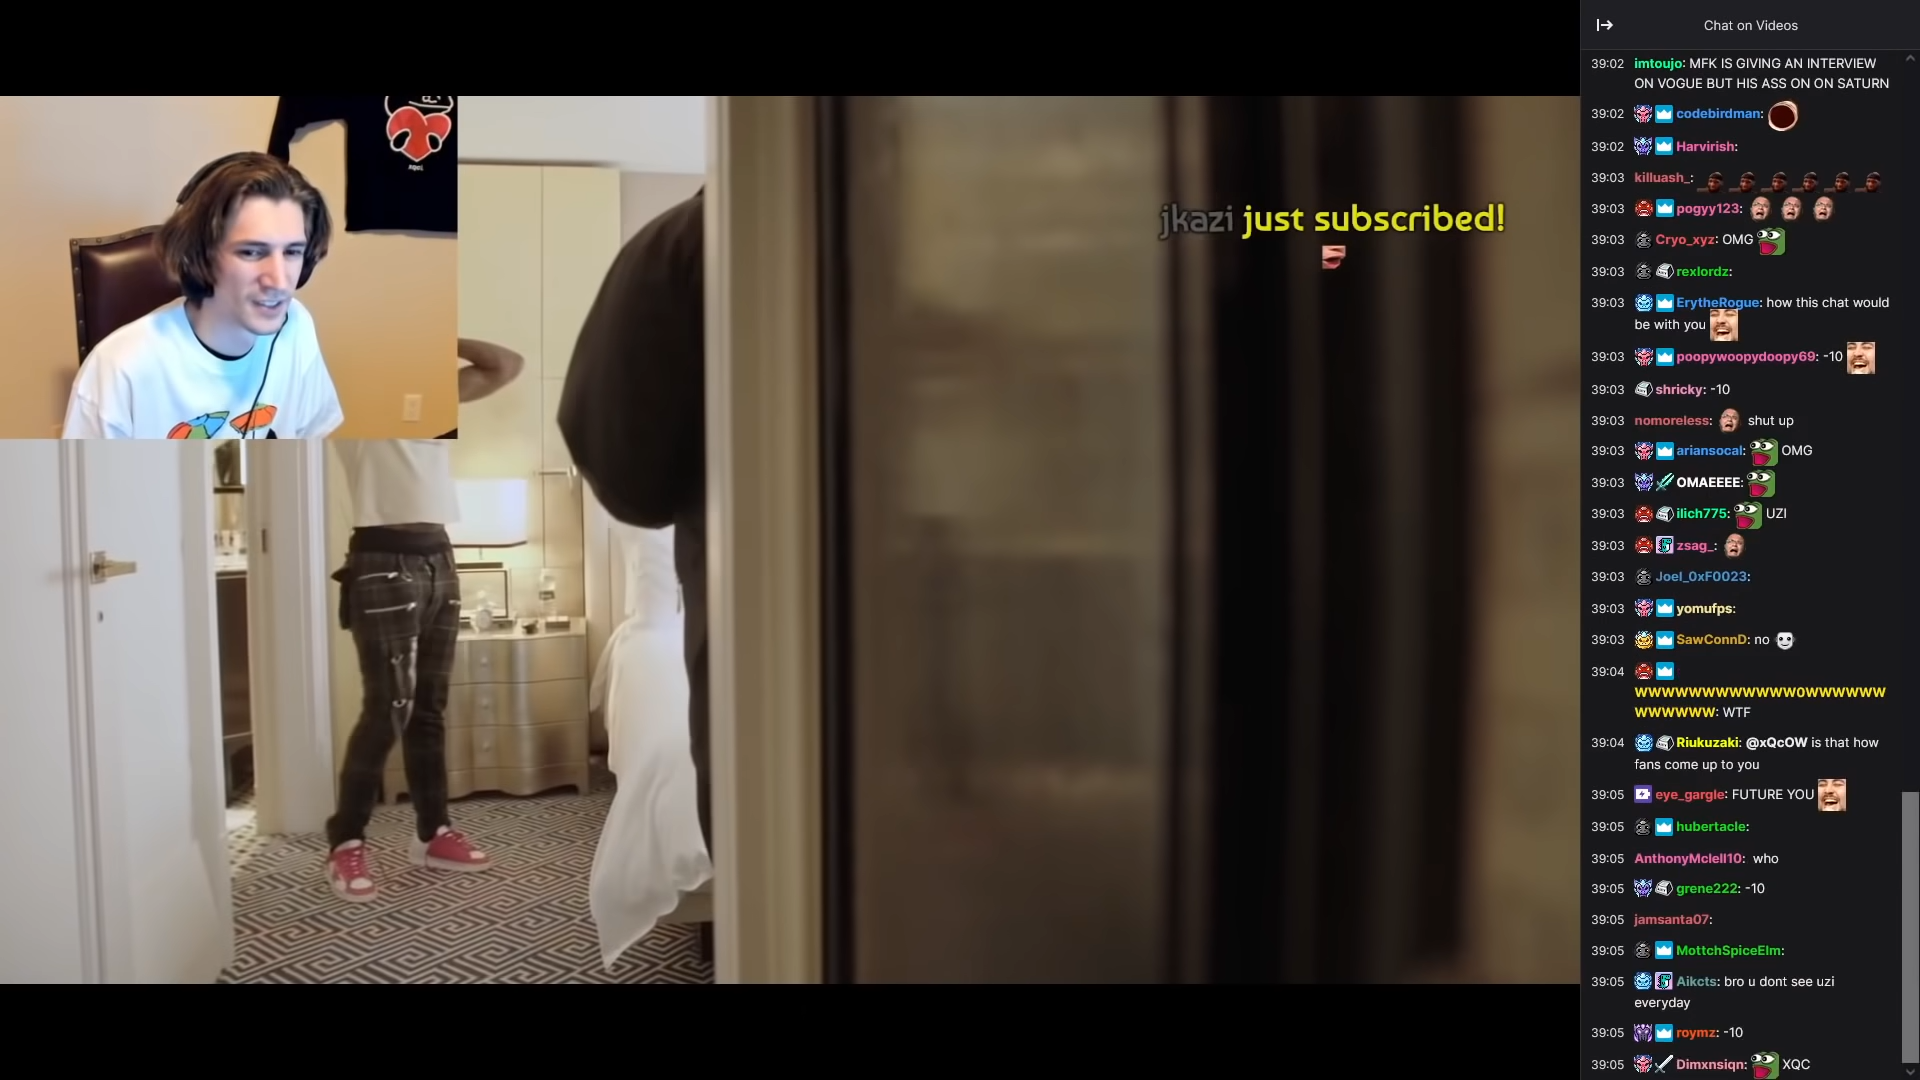 jkazi just subscribed!
xqcL
Chat on Videos
39:02 imtoujo: MFK IS GIVING AN INTERVIEW
ON VOGUE BUT HIS ASS ON ON SATURN
39:02 codebirdman:
39:02 Harvirish:
39:03 killuash_:
39:03 pogyy123:
39:03 Cryo_xyz: OMG
39:03 rexlordz:
39:03 ErytheRogue: how this chat would
be with you
39:03 poopywoopydoopy69: -10
39:03 shricky: -10
39:03 nomoreless: shut up
39:03 ariansocal: OMG
39:03 OMAEEEE:
39:03 ilich775: UZI
39:03 zsag_:
39:03 Joel_0xF0023:
39:03 yomufps:
39:03 SawConnD: no
39:04
WWWWWWWWWWWW0WWWWWW
WWWWWW: WTF
39:04 Riukuzaki: @xQcOW is that how
fans come up to you
39:05 eye_gargle: FUTURE YOU
39:05 hubertacle:
39:05 AnthonyMclell10: who
39:05 grene222: -10
39:05 jamsanta07:
39:05 MottchSpiceElm:
39:05 Aikcts: bro u dont see uzi
everyday
39:05 roymz: -10
39:05 Dimxnsiqn: XQC